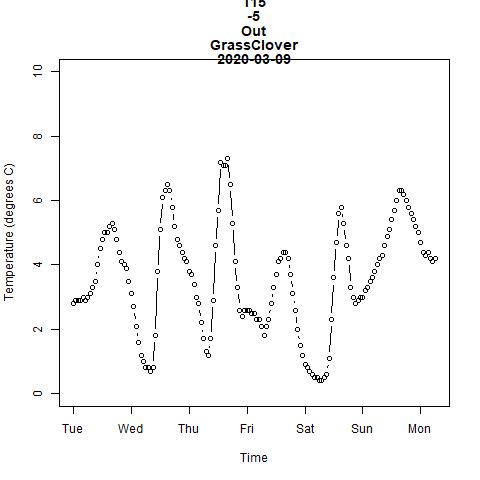 T15
-5
Out
GrassClover
2020-03-09
10
8
6
4
2
0
Temperature (degrees C)
Tue Wed Thu Fri Sat Sun Mon
Time